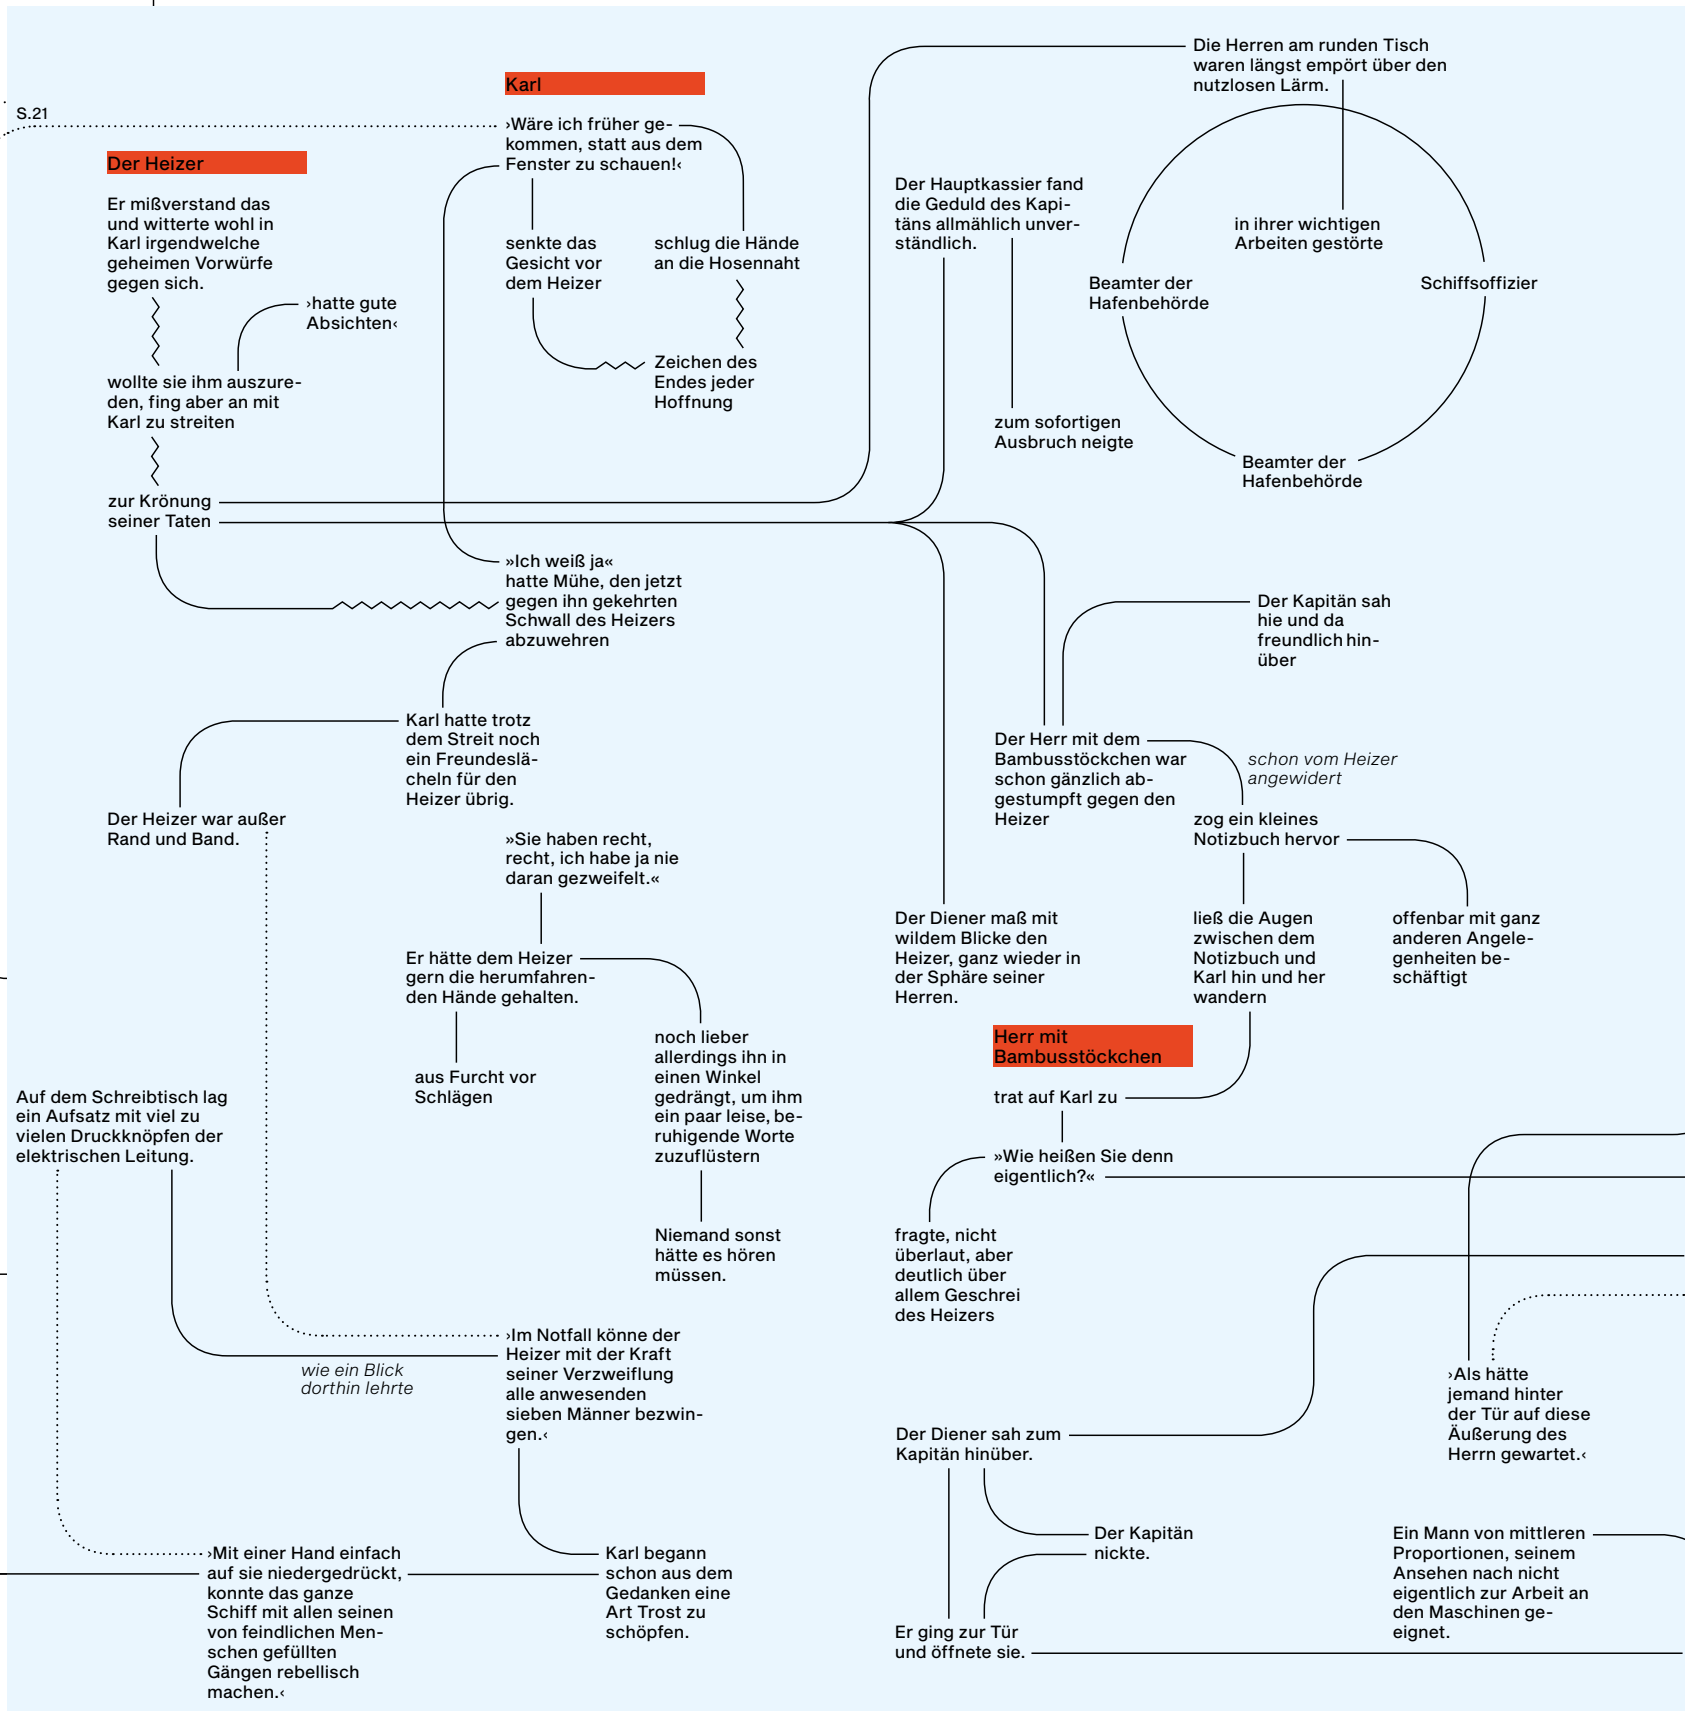 S.21
Der Heizer
Er mißverstand das
und witterte wohl in
Karl irgendwelche
geheimen Vorwürfe
gegen sich.
›hatte gute
Absichten‹
wollte sie ihm auszure-
den, fing aber an mit
Karl zu streiten
zur Krönung
seiner Taten
Karl
›Wäre ich früher ge-
kommen, statt aus dem
Fenster zu schauen!‹
senkte das
Gesicht vor
dem Heizer
schlug die Hände
an die Hosennaht
Zeichen des
Endes jeder
Hoffnung
»Ich weiß ja«
hatte Mühe, den jetzt
gegen ihn gekehrten
Schwall des Heizers
abzuwehren
Karl hatte trotz
dem Streit noch
ein Freundeslä-
cheln für den
Heizer übrig.
Der Heizer war außer
Rand und Band.
»Sie haben recht,
recht, ich habe ja nie
daran gezweifelt.«
Er hätte dem Heizer
gern die herumfahren-
den Hände gehalten.
aus Furcht vor
Schlägen
noch lieber
allerdings ihn in
einen Winkel
gedrängt, um ihm
ein paar leise, be-
ruhigende Worte
zuzuflüstern
Niemand sonst
hätte es hören
müssen.
Auf dem Schreibtisch lag
ein Aufsatz mit viel zu
vielen Druckknöpfen der
elektrischen Leitung.
›Im Notfall könne der
Heizer mit der Kraft
seiner Verzweiflung
alle anwesenden
sieben Männer bezwin-
gen.‹
wie ein Blick
dorthin lehrte
›Mit einer Hand einfach
auf sie niedergedrückt,
konnte das ganze
Schiff mit allen seinen
von feindlichen Men-
schen gefüllten
Gängen rebellisch
machen.‹
Karl begann
schon aus dem
Gedanken eine
Art Trost zu
schöpfen.
Die Herren am runden Tisch
waren längst empört über den
nutzlosen Lärm.
Der Hauptkassier fand
die Geduld des Kapi-
täns allmählich unver-
ständlich.
in ihrer wichtigen
Arbeiten gestörte
Beamter der
Hafenbehörde
Schiffsoffizier
zum sofortigen
Ausbruch neigte
Beamter der
Hafenbehörde
Der Kapitän sah
hie und da
freundlich hin-
über
Der Herr mit dem
Bambusstöckchen war
schon gänzlich ab-
gestumpft gegen den
Heizer
schon vom Heizer
angewidert
zog ein kleines
Notizbuch hervor
Der Diener maß mit
wildem Blicke den
Heizer, ganz wieder in
der Sphäre seiner
Herren.
ließ die Augen
zwischen dem
Notizbuch und
Karl hin und her
wandern
offenbar mit ganz
anderen Angele-
genheiten be-
schäftigt
Herr mit
Bambusstöckchen
trat auf Karl zu
»Wie heißen Sie denn
eigentlich?«
fragte, nicht
überlaut, aber
deutlich über
allem Geschrei
des Heizers
›Als hätte
jemand hinter
der Tür auf diese
Äußerung des
Herrn gewartet.‹
Der Diener sah zum
Kapitän hinüber.
Der Kapitän
nickte.
Er ging zur Tür
und öffnete sie.
Ein Mann von mittleren
Proportionen, seinem
Ansehen nach nicht
eigentlich zur Arbeit an
den Maschinen ge-
eignet.